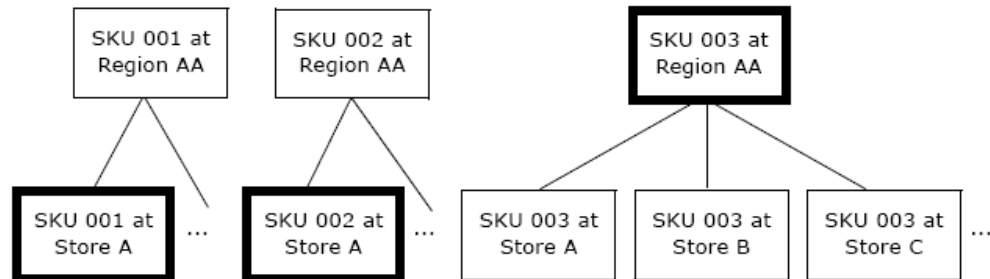 SKU 001 at
Region AA
SKU 002 at
Region AA
SKU 003 at
Region AA
SKU 001 at
Store A
...
SKU 002 at
Store A
...
SKU 003 at
Store A
SKU 003 at
Store B
SKU 003 at
Store C
...